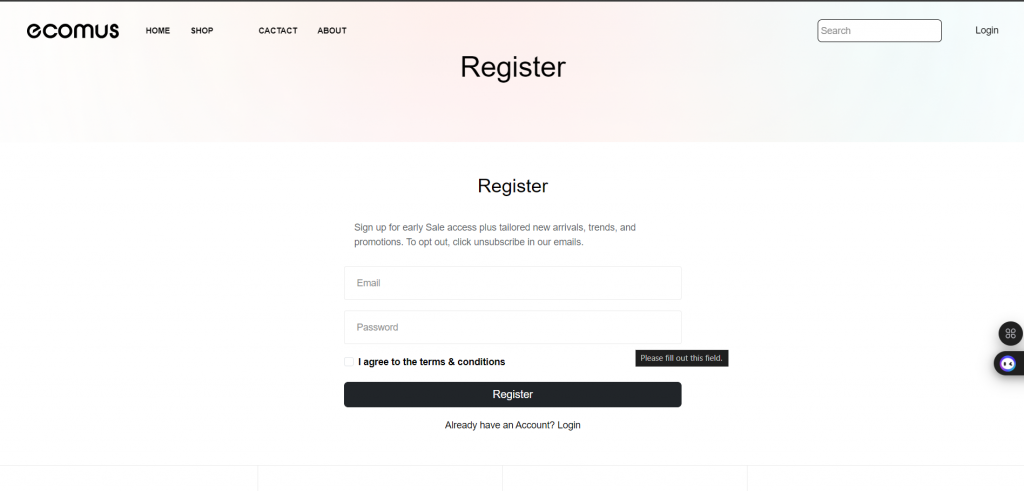 ecomus HOME SHOP CACTACT ABOUT Search Login
Register
Register
Sign up for early Sale access plus tailored new arrivals, trends, and
promotions. To opt out, click unsubscribe in our emails.
Email
Password
Please fill out this field.
I agree to the terms & conditions
Register
Already have an Account? Login